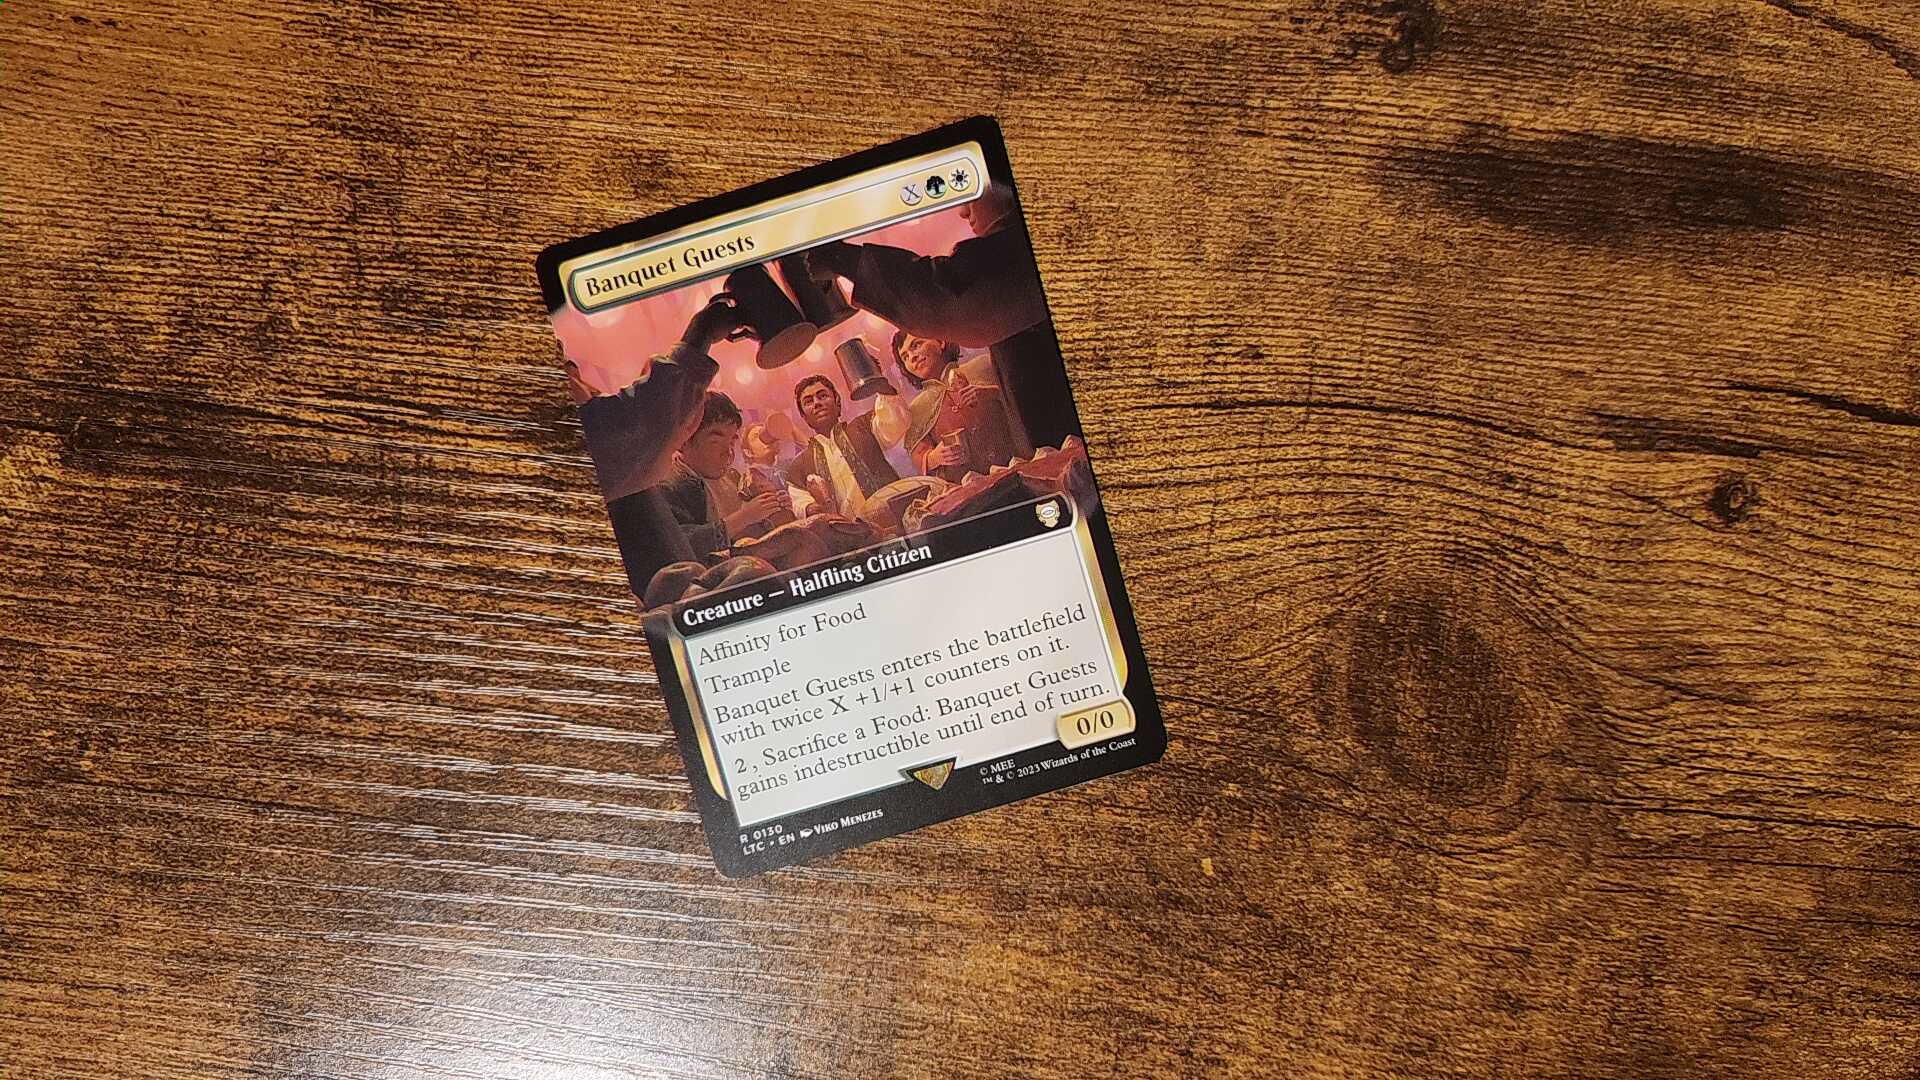 Banquet Guests X
Creature — Halfling Citizen
Affinity for Food
Trample
Banquet Guests enters the battlefield
with twice X +1/+1 counters on it.
2, Sacrifice a Food: Banquet Guests
gains indestructible until end of turn.
0/0
R 0130
LTC • EN Viko Menezes
© MEE
™ & © 2023 Wizards of the Coast